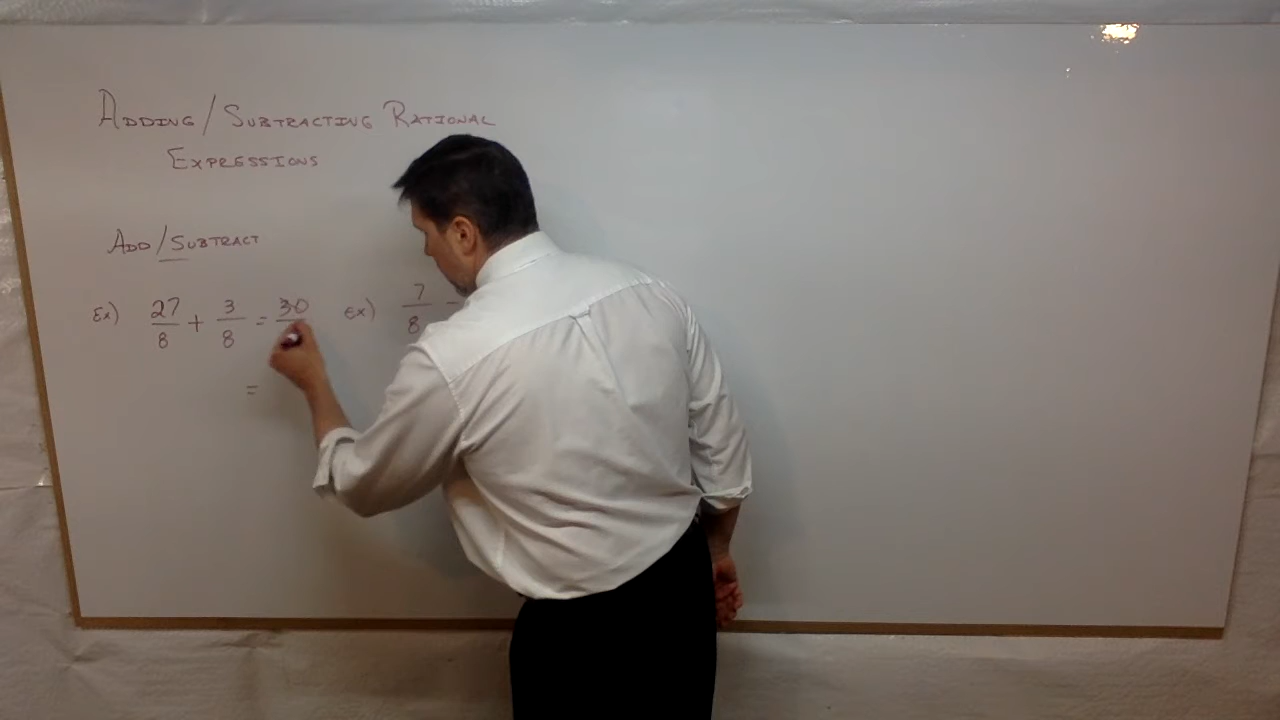 ADDING/SUBTRACTING RATIONAL
EXPRESSIONS
ADD/SUBTRACT
Ex) 27/8 + 3/8 = 30 Ex) 7/8 -
=